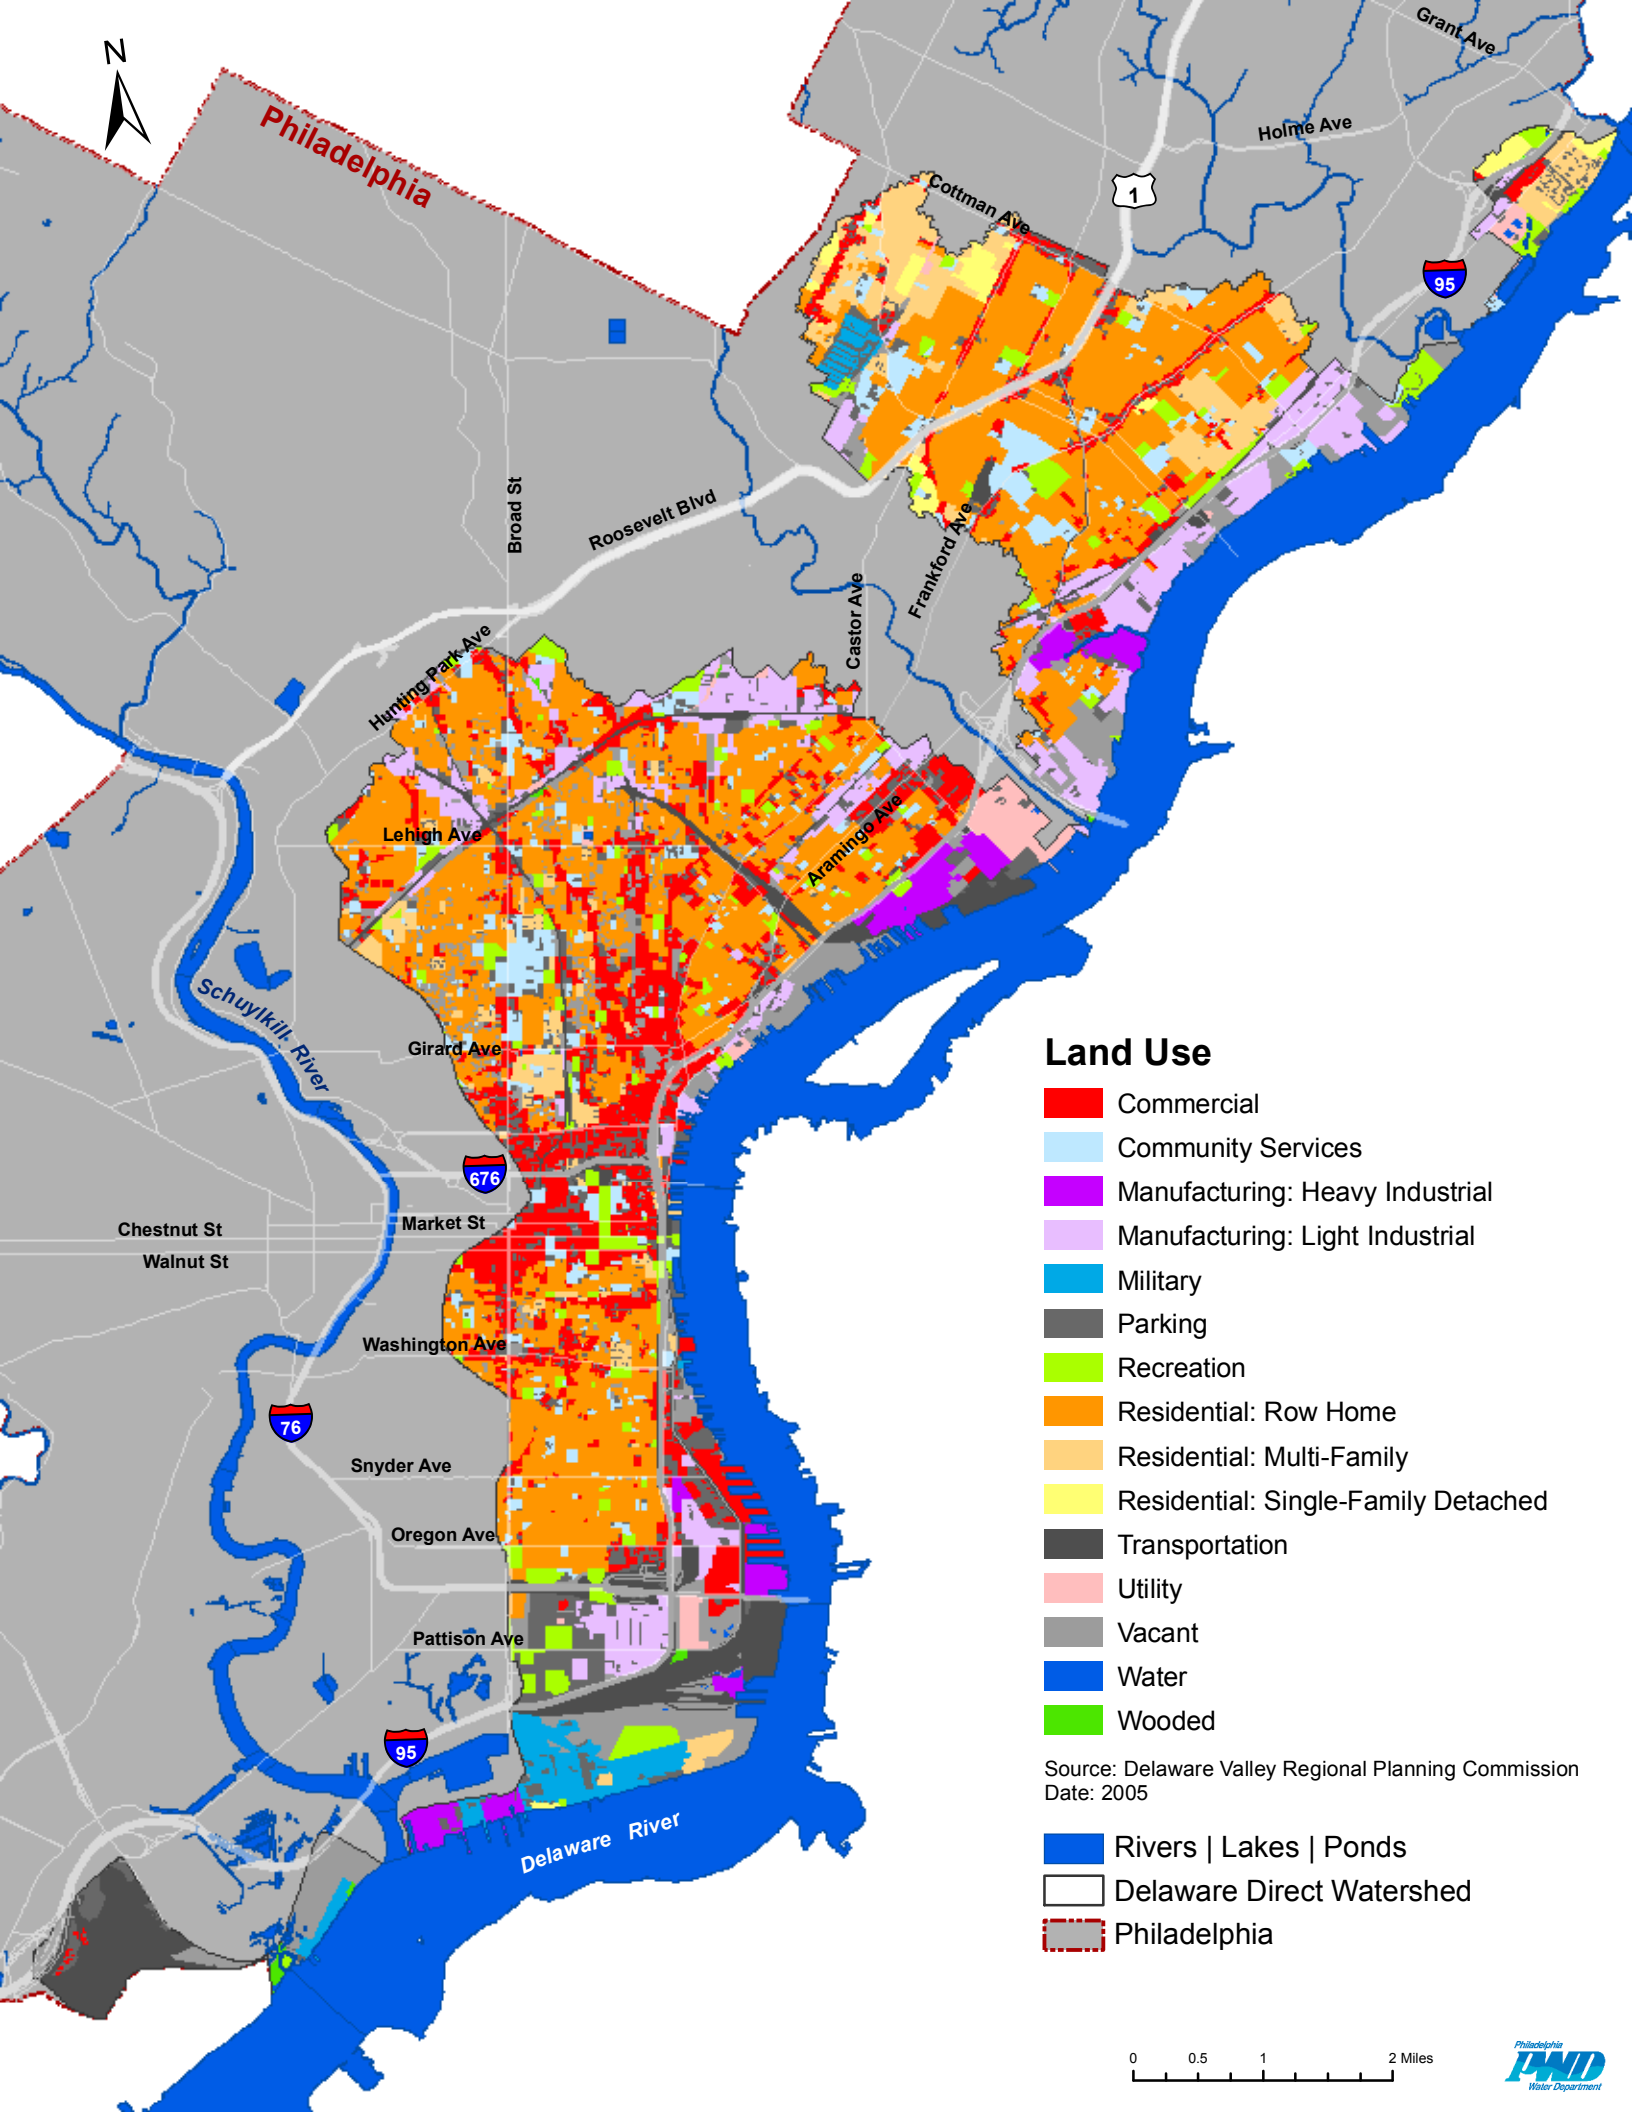 N
Philadelphia
Grant Ave
Holme Ave
Cottman Ave
1
95
Broad St
Roosevelt Blvd
Frankford Ave
Castor Ave
Hunting Park Ave
Lehigh Ave
Aramingo Ave
Schuylkill River
Girard Ave
676
Chestnut St
Market St
Walnut St
Washington Ave
76
Snyder Ave
Oregon Ave
Pattison Ave
95
Delaware River
Land Use
Commercial
Community Services
Manufacturing: Heavy Industrial
Manufacturing: Light Industrial
Military
Parking
Recreation
Residential: Row Home
Residential: Multi-Family
Residential: Single-Family Detached
Transportation
Utility
Vacant
Water
Wooded
Source: Delaware Valley Regional Planning Commission
Date: 2005
Rivers | Lakes | Ponds
Delaware Direct Watershed
Philadelphia
0 0.5 1 2 Miles
Philadelphia
PWD
Water Department